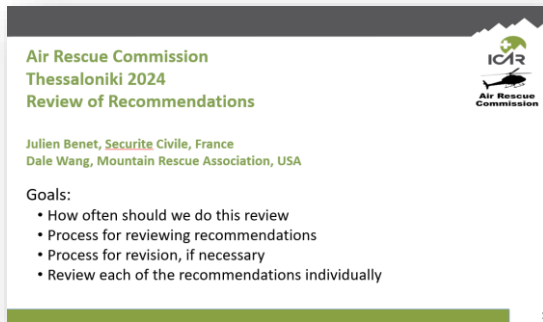 Air Rescue Commission
Thessaloniki 2024
Review of Recommendations
ICAR
Air Rescue
Commission
Julien Benet, Securite Civile, France
Dale Wang, Mountain Rescue Association, USA
Goals:
• How often should we do this review
• Process for reviewing recommendations
• Process for revision, if necessary
• Review each of the recommendations individually